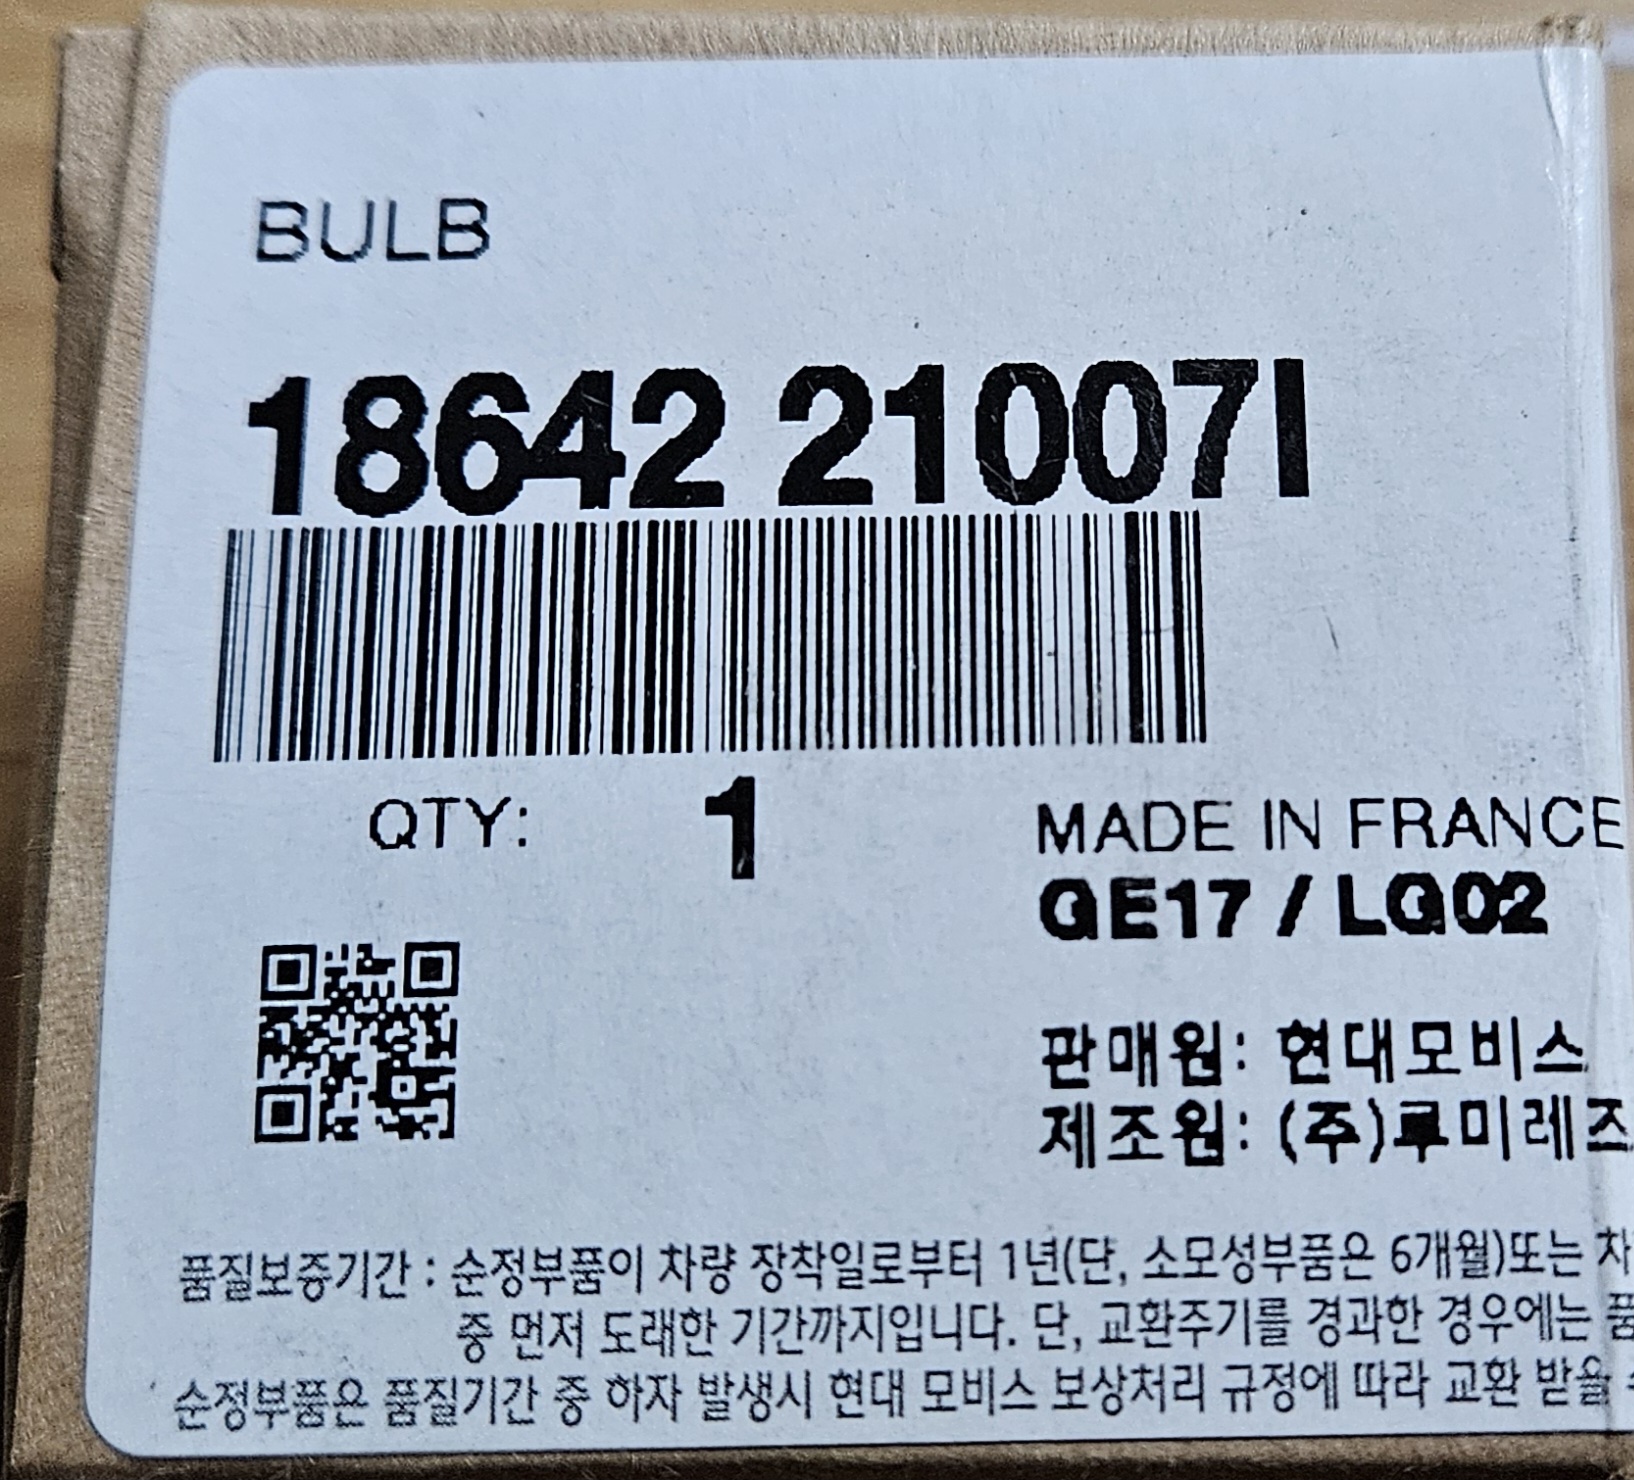 BULB
18642 21007I
QTY: 1
MADE IN FRANCE
GE17 / LG02
판매원: 현대모비스
제조원: (주)루미레즈
품질보증기간 : 순정부품이 차량 장착일로부터 1년(단, 소모성부품은 6개월)또는 차
중 먼저 도래한 기간까지입니다. 단, 교환주기를 경과한 경우에는 품
순정부품은 품질기간 중 하자 발생시 현대 모비스 보상처리 규정에 따라 교환 받을